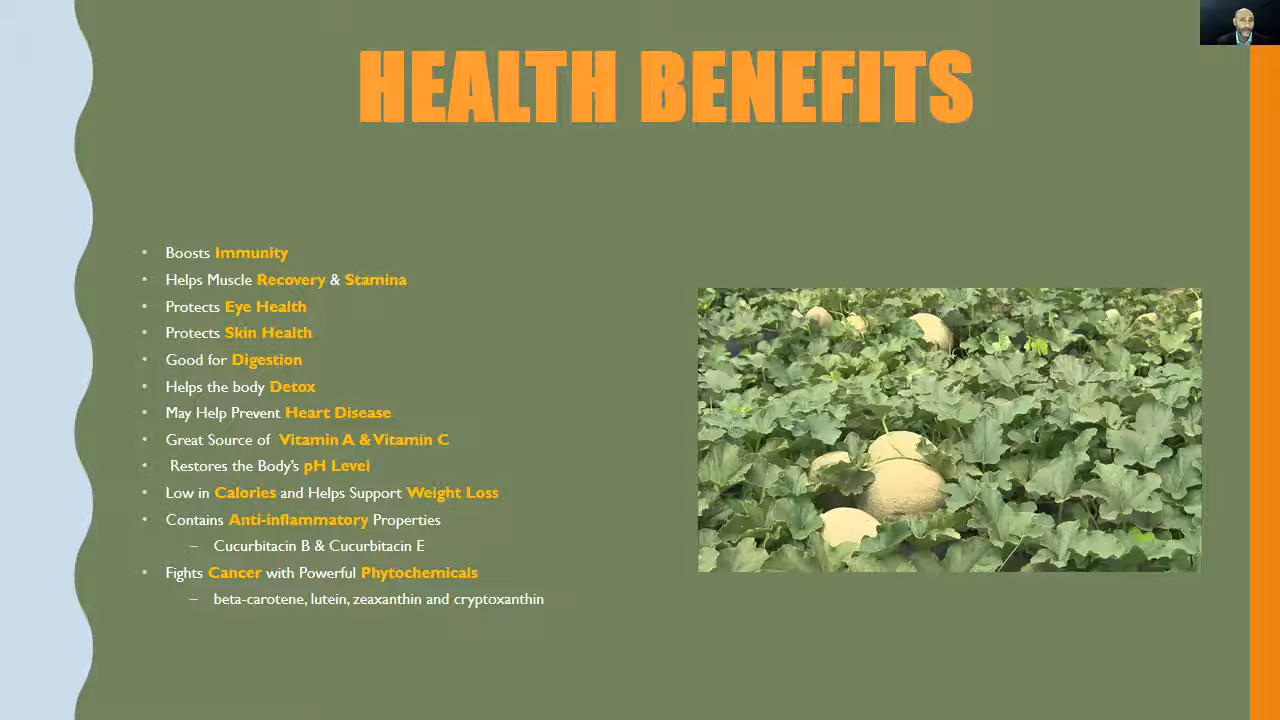 HEALTH BENEFITS
• Boosts Immunity
• Helps Muscle Recovery & Stamina
• Protects Eye Health
• Protects Skin Health
• Good for Digestion
• Helps the body Detox
• May Help Prevent Heart Disease
• Great Source of Vitamin A & Vitamin C
• Restores the Body's pH Level
• Low in Calories and Helps Support Weight Loss
• Contains Anti-inflammatory Properties
– Cucurbitacin B & Cucurbitacin E
• Fights Cancer with Powerful Phytochemicals
– beta-carotene, lutein, zeaxanthin and cryptoxanthin